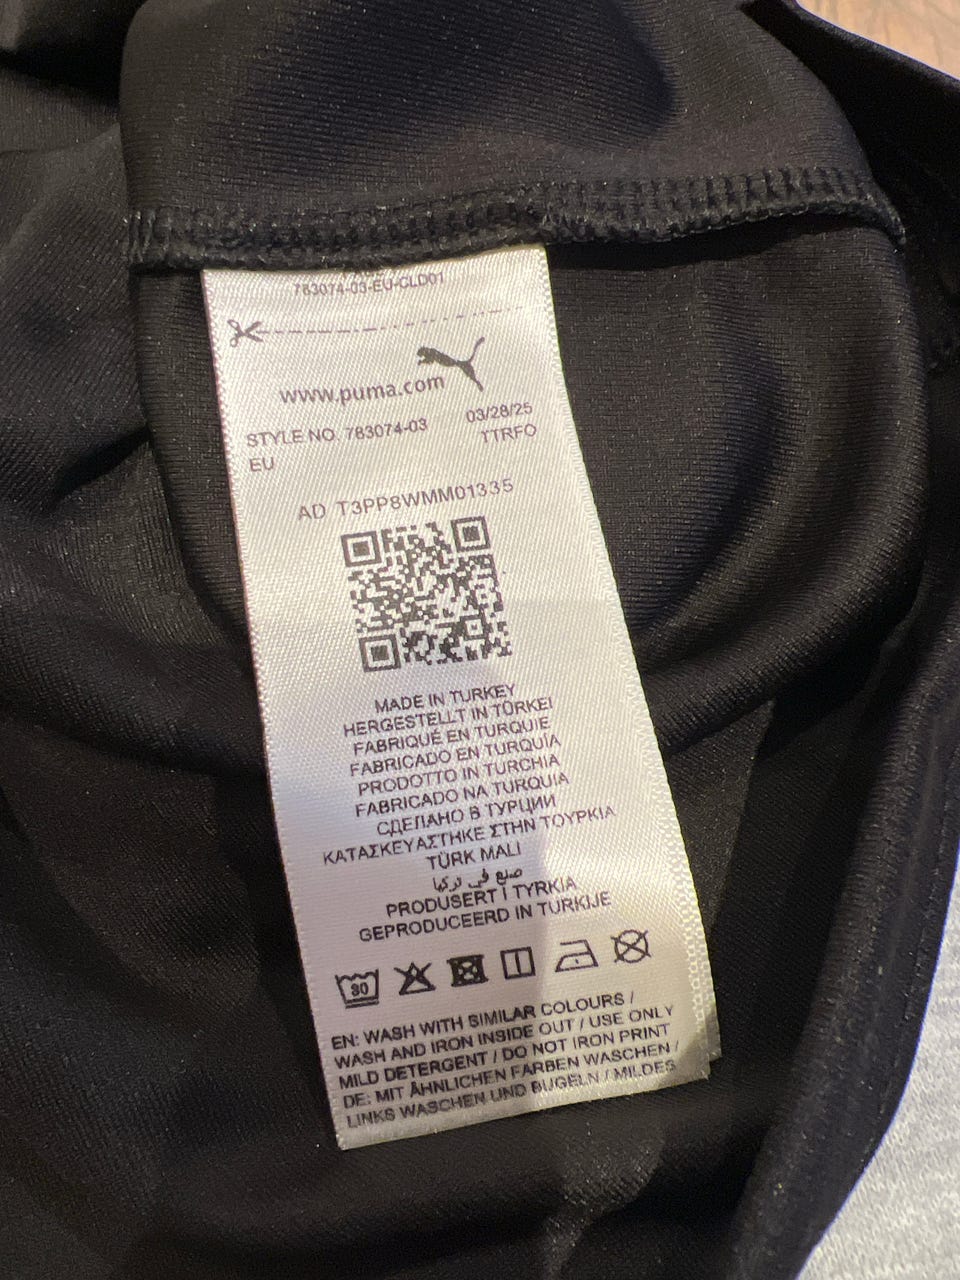 783074-03-EU-CLD01
www.puma.com
STYLE NO. 783074-03 03/28/25
EU TTRFO
AD T3PP8WMM01335
MADE IN TURKEY
HERGESTELLT IN TÜRKEI
FABRIQUÉ EN TURQUIE
FABRICADO EN TURQUÍA
PRODOTTO IN TURCHIA
FABRICADO NA TURQUIA
СДЕЛАНО В ТУРЦИИ
ΚΑΤΑΣΚΕΥΑΣΤΗΚΕ ΣΤΗΝ ΤΟΥΡΚΙΑ
TÜRK MALI
صنع في تركيا
PRODUSERT I TYRKIA
GEPRODUCEERD IN TURKIJE
30
EN: WASH WITH SIMILAR COLOURS /
WASH AND IRON INSIDE OUT / USE ONLY
MILD DETERGENT / DO NOT IRON PRINT
DE: MIT ÄHNLICHEN FARBEN WASCHEN /
LINKS WASCHEN UND BÜGELN / MILDES